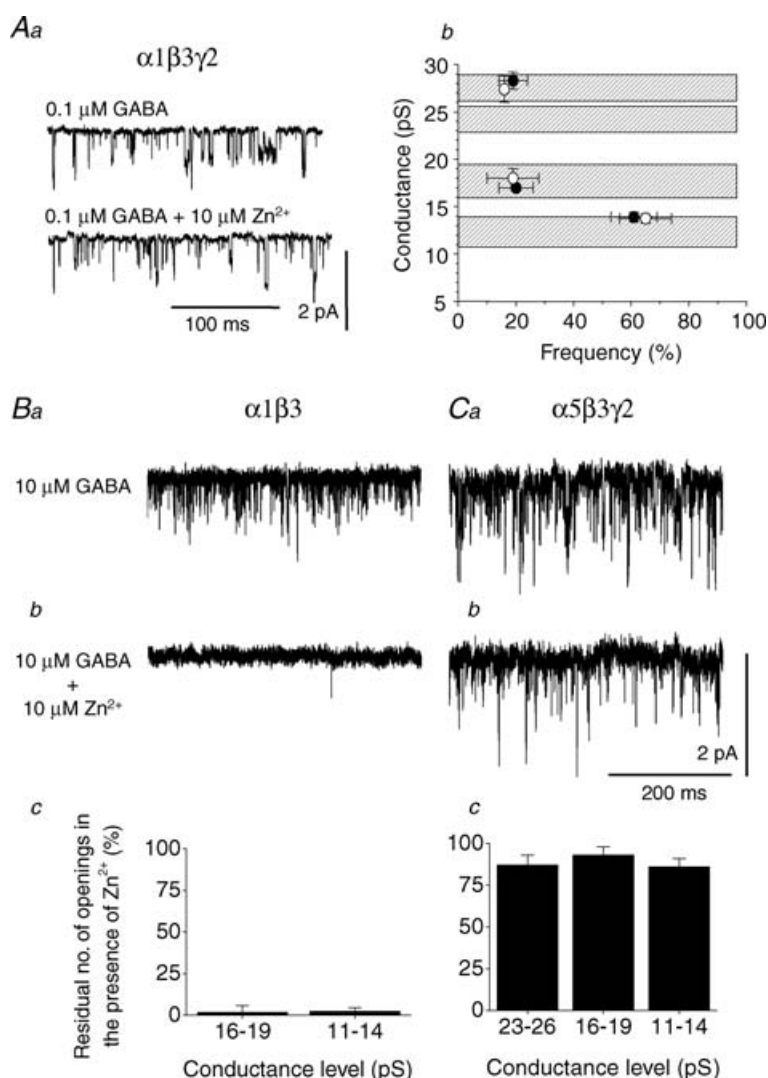 Aa
α1β3γ2
0.1 μM GABA
0.1 μM GABA + 10 μM Zn²⁺
100 ms
2 pA
b
Conductance (pS)
30
25
20
15
10
5
0 20 40 60 80 100
Frequency (%)
Ba
α1β3
10 μM GABA
b
10 μM GABA
+
10 μM Zn²⁺
c
Residual no. of openings in
the presence of Zn²⁺ (%)
100
75
50
25
0
16-19 11-14
Conductance level (pS)
Ca
α5β3γ2
b
2 pA
200 ms
c
100
75
50
25
0
23-26 16-19 11-14
Conductance level (pS)